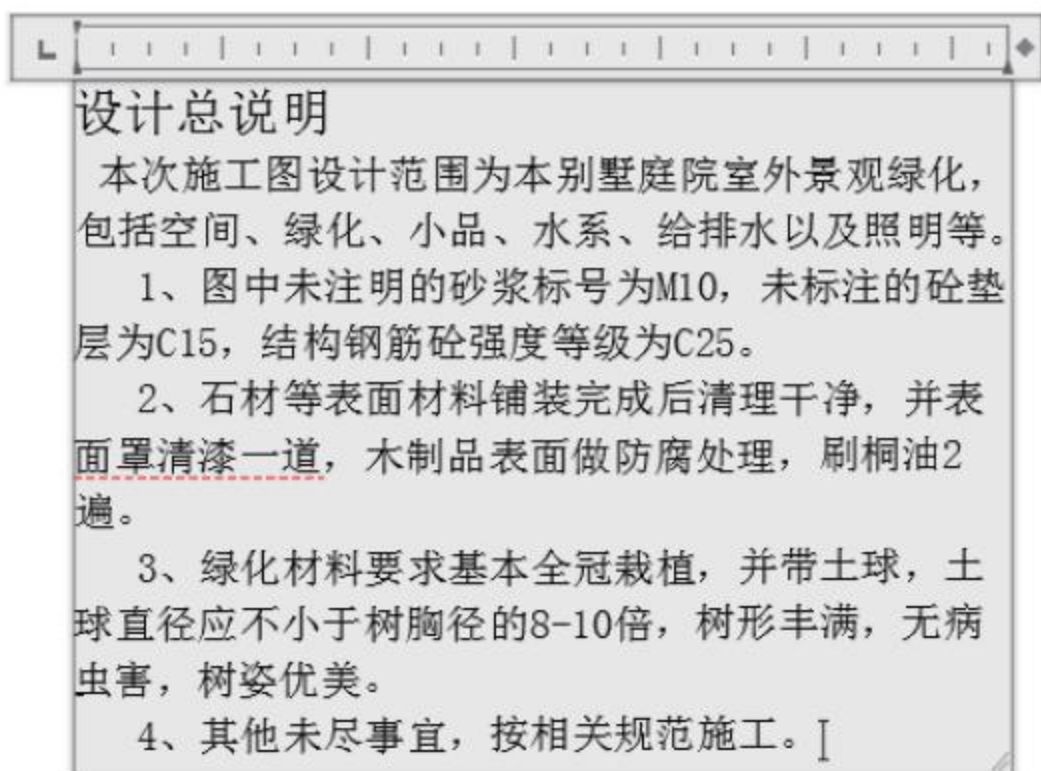 设计总说明
本次施工图设计范围为本别墅庭院室外景观绿化，
包括空间、绿化、小品、水系、给排水以及照明等。
1、图中未注明的砂浆标号为M10，未标注的砼垫
层为C15，结构钢筋砼强度等级为C25。
2、石材等表面材料铺装完成后清理干净，并表
面罩清漆一道，木制品表面做防腐处理，刷桐油2
遍。
3、绿化材料要求基本全冠栽植，并带土球，土
球直径应不小于树胸径的8-10倍，树形丰满，无病
虫害，树姿优美。
4、其他未尽事宜，按相关规范施工。